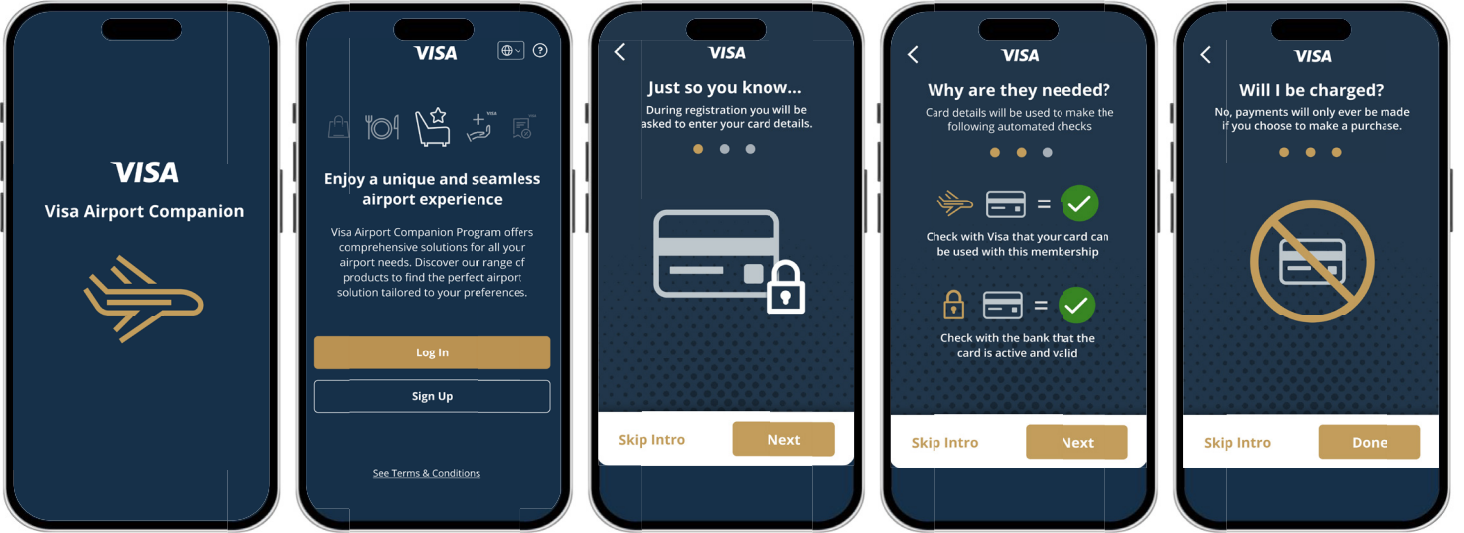 VISA
Visa Airport Companion
VISA
VISA
Enjoy a unique and seamless
airport experience
Visa Airport Companion Program offers
comprehensive solutions for all your
airport needs. Discover our range of
products to find the perfect airport
solution tailored to your preferences.
Log In
Sign Up
See Terms & Conditions
VISA
Just so you know...
During registration you will be
asked to enter your card details.
Skip Intro
Next
VISA
Why are they needed?
Card details will be used to make the
following automated checks
=
Check with Visa that your card can
be used with this membership
=
Check with the bank that the
card is active and valid
Skip Intro
Next
VISA
Will I be charged?
No, payments will only ever be made
if you choose to make a purchase.
Skip Intro
Done